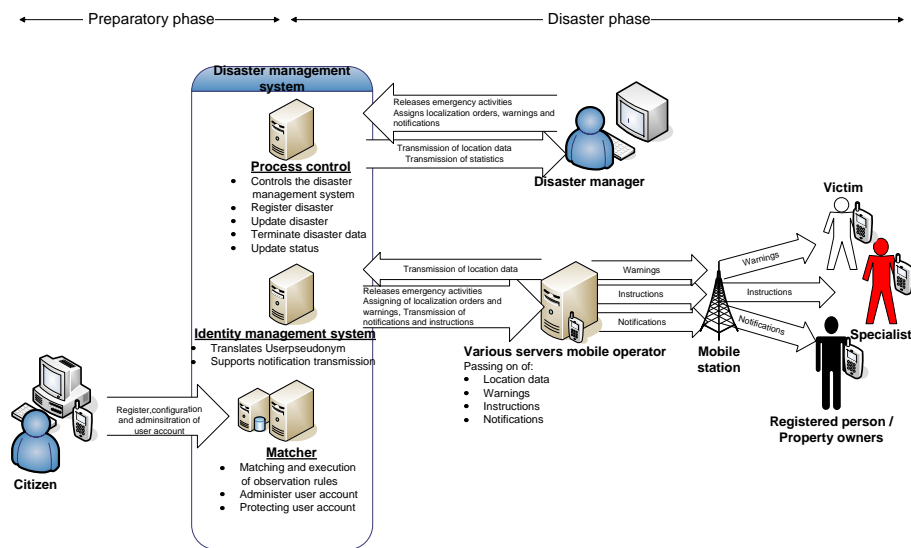 Preparatory phase
Disaster phase
Disaster management
system
Releases emergency activities
Assigns localization orders, warnings and
notifications
Transmission of location data
Transmission of statistics
Disaster manager
Process control
• Controls the disaster
management system
• Register disaster
• Update disaster
• Terminate disaster data
• Update status
Victim
Transmission of location data
Releases emergency activities
Assigning of localization orders and
warnings, Transmission of
notifications and instructions
Warnings
Instructions
Notifications
Warnings
Instructions
Notifications
Specialist
Identity management system
• Translates Userpseudonym
• Supports notification transmission
Various servers mobile operator
Passing on of:
• Location data
• Warnings
• Instructions
• Notifications
Mobile
station
Registered person /
Property owners
Register,configuration
and adminsitration of
user account
Citizen
Matcher
• Matching and execution
of observation rules
• Administer user account
• Protecting user account